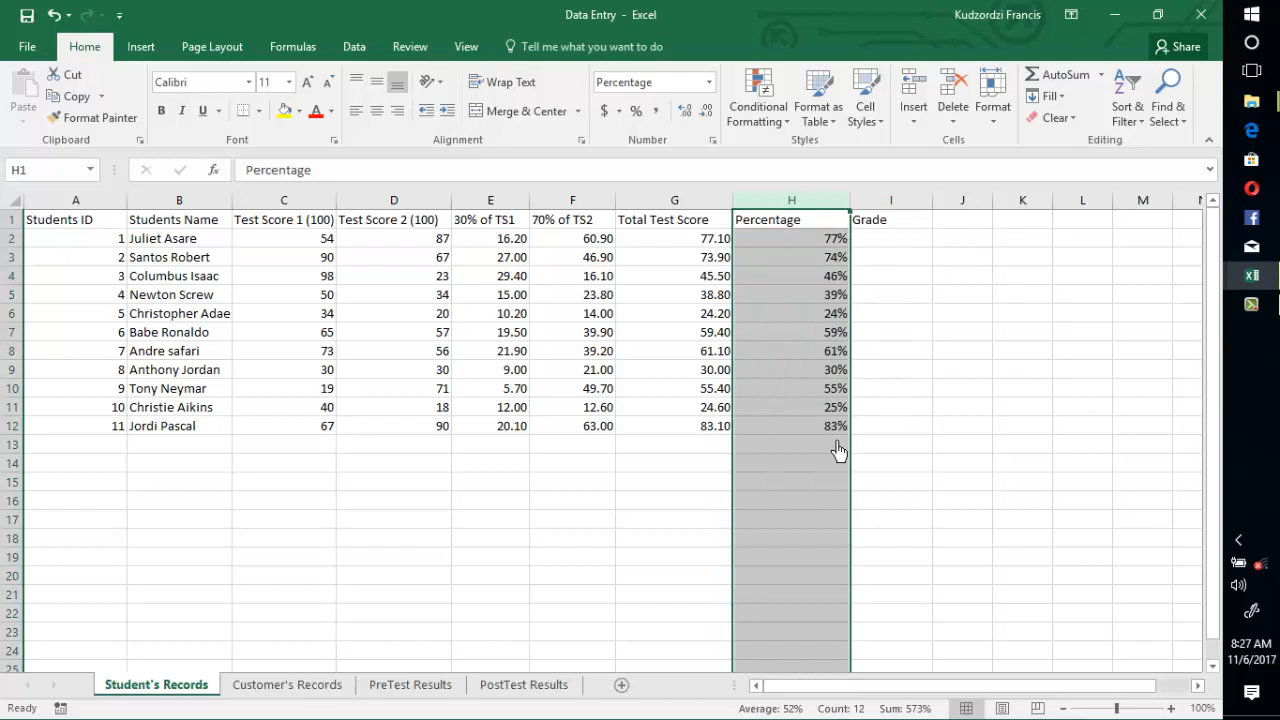 Data Entry - Excel
Kudzordzi Francis
File Home Insert Page Layout Formulas Data Review View Tell me what you want to do Share
Paste
Cut
Copy
Format Painter
Clipboard
Calibri 11
B I U
Font
Wrap Text
Merge & Center
Alignment
Percentage
$ % ,
Number
Conditional Formatting
Format as Table
Cell Styles
Styles
Insert Delete Format
Cells
AutoSum
Fill
Clear
Sort & Filter
Find & Select
Editing
H1 fx Percentage
A B C D E F G H I J K L M N
1 Students ID Students Name Test Score 1 (100) Test Score 2 (100) 30% of TS1 70% of TS2 Total Test Score Percentage Grade
2 1 Juliet Asare 54 87 16.20 60.90 77.10 77%
3 2 Santos Robert 90 67 27.00 46.90 73.90 74%
4 3 Columbus Isaac 98 23 29.40 16.10 45.50 46%
5 4 Newton Screw 50 34 15.00 23.80 38.80 39%
6 5 Christopher Adae 34 20 10.20 14.00 24.20 24%
7 6 Babe Ronaldo 65 57 19.50 39.90 59.40 59%
8 7 Andre safari 73 56 21.90 39.20 61.10 61%
9 8 Anthony Jordan 30 30 9.00 21.00 30.00 30%
10 9 Tony Neymar 19 71 5.70 49.70 55.40 55%
11 10 Christie Aikins 40 18 12.00 12.60 24.60 25%
12 11 Jordi Pascal 67 90 20.10 63.00 83.10 83%
13
14
15
16
17
18
19
20
21
22
23
24
25
Student's Records Customer's Records PreTest Results PostTest Results
Ready Average: 52% Count: 12 Sum: 573% 100%
8:27 AM
11/6/2017